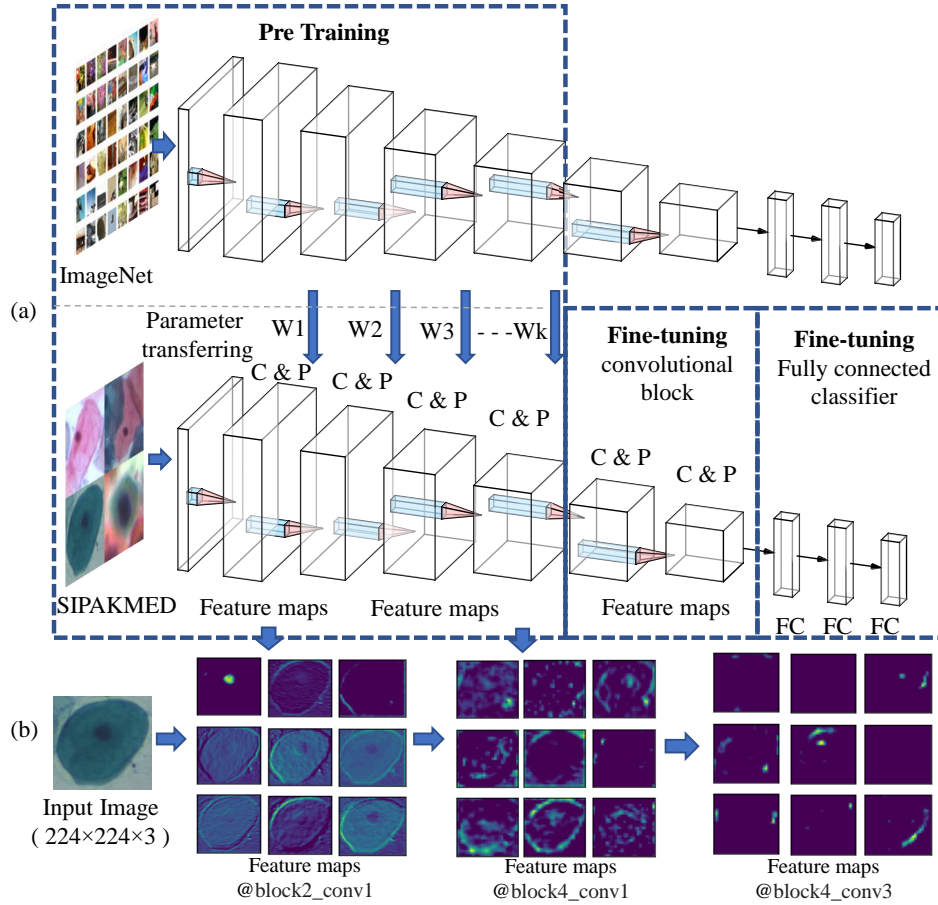 Pre Training
ImageNet
(a)
Parameter
transferring
W1
W2
W3
- - -Wk
Fine-tuning
convolutional
block
Fine-tuning
Fully connected
classifier
C & P
C & P
C & P
C & P
C & P
C & P
SIPAKMED
Feature maps
Feature maps
Feature maps
FC
FC
FC
(b)
Input Image
( 224×224×3 )
Feature maps
@block2_conv1
Feature maps
@block4_conv1
Feature maps
@block4_conv3